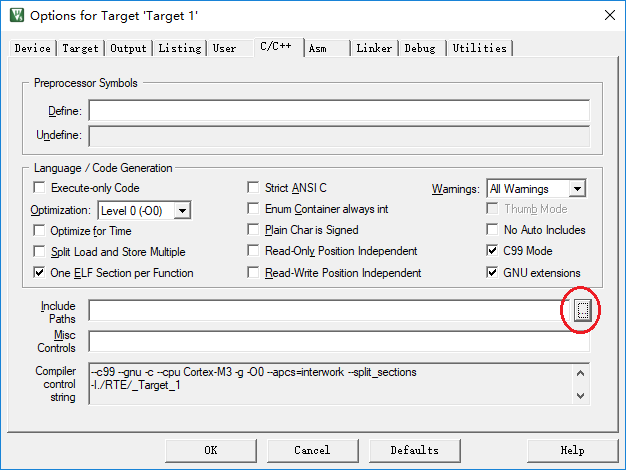 Options for Target 'Target 1'
Device Target Output Listing User C/C++ Asm Linker Debug Utilities
Preprocessor Symbols
Define:
Undefine:
Language / Code Generation
Execute-only Code Strict ANSI C Warnings: All Warnings
Optimization: Level 0 (-O0) Enum Container always int Thumb Mode
Optimize for Time Plain Char is Signed No Auto Includes
Split Load and Store Multiple Read-Only Position Independent C99 Mode
One ELF Section per Function Read-Write Position Independent GNU extensions
Include
Paths
...
Misc
Controls
Compiler
control
string
--c99 --gnu -c --cpu Cortex-M3 -g -O0 --apcs=interwork --split_sections
-I./RTE/_Target_1
OK Cancel Defaults Help